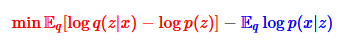 min 𝔼_q[log q(z|x) − log p(z)] − 𝔼_q log p(x|z)